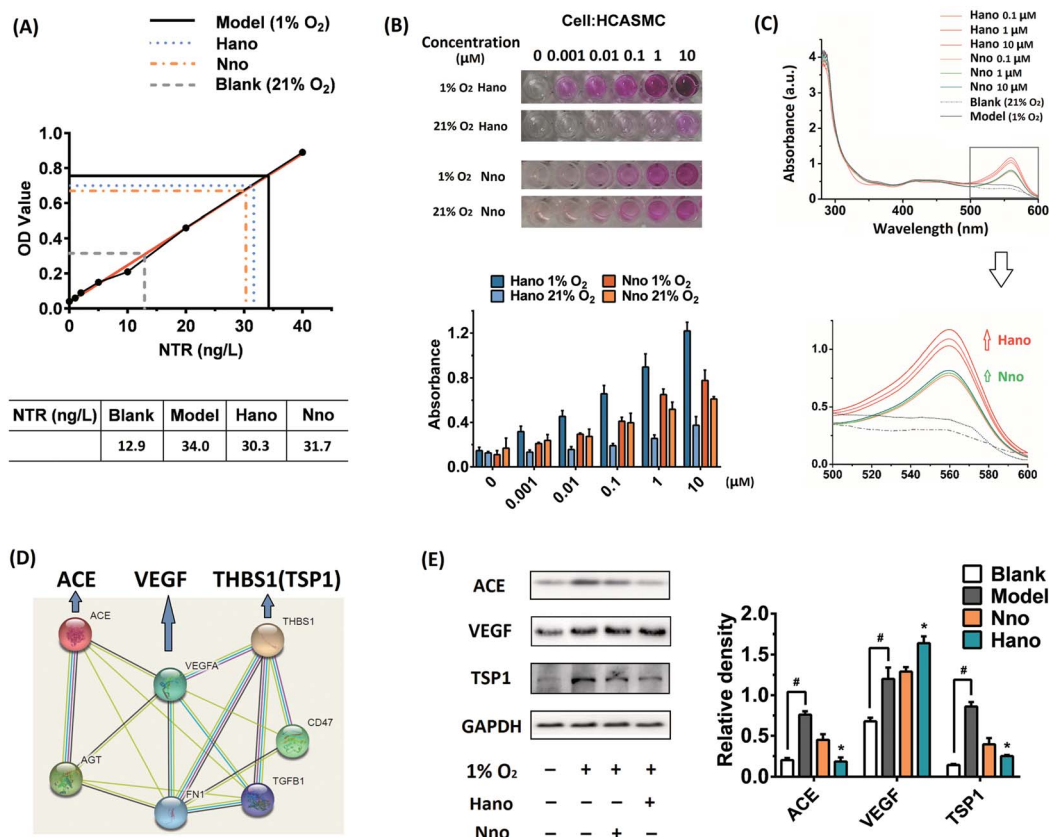 (A)
Model (1% O₂)
Hano
Nno
Blank (21% O₂)
OD Value
1.0
0.8
0.6
0.4
0.2
0.0
0 10 20 30 40
NTR (ng/L)
NTR (ng/L) Blank Model Hano Nno
12.9 34.0 30.3 31.7
(B)
Cell:HCASMC
Concentration
(μM)
0 0.001 0.01 0.1 1 10
1% O₂ Hano
21% O₂ Hano
1% O₂ Nno
21% O₂ Nno
Hano 1% O₂ Nno 1% O₂
Hano 21% O₂ Nno 21% O₂
Absorbance
1.2
0.8
0.4
0.0
0 0.001 0.01 0.1 1 10 (μM)
(C)
Hano 0.1 μM
Hano 1 μM
Hano 10 μM
Nno 0.1 μM
Nno 1 μM
Nno 10 μM
Blank (21% O₂)
Model (1% O₂)
Absorbance (a.u.)
5
4
3
2
1
0
300 400 500 600
Wavelength (nm)
Hano
Nno
1.0
0.5
0.0
500 520 540 560 580 600
(D)
ACE VEGF THBS1(TSP1)
ACE
THBS1
VEGFA
CD47
AGT
FN1
TGFB1
(E)
ACE
VEGF
TSP1
GAPDH
1% O₂ – + + +
Hano – – – +
Nno – – + –
Blank
Model
Nno
Hano
Relative density
2.0
1.5
1.0
0.5
0.0
# * # * # *
ACE VEGF TSP1